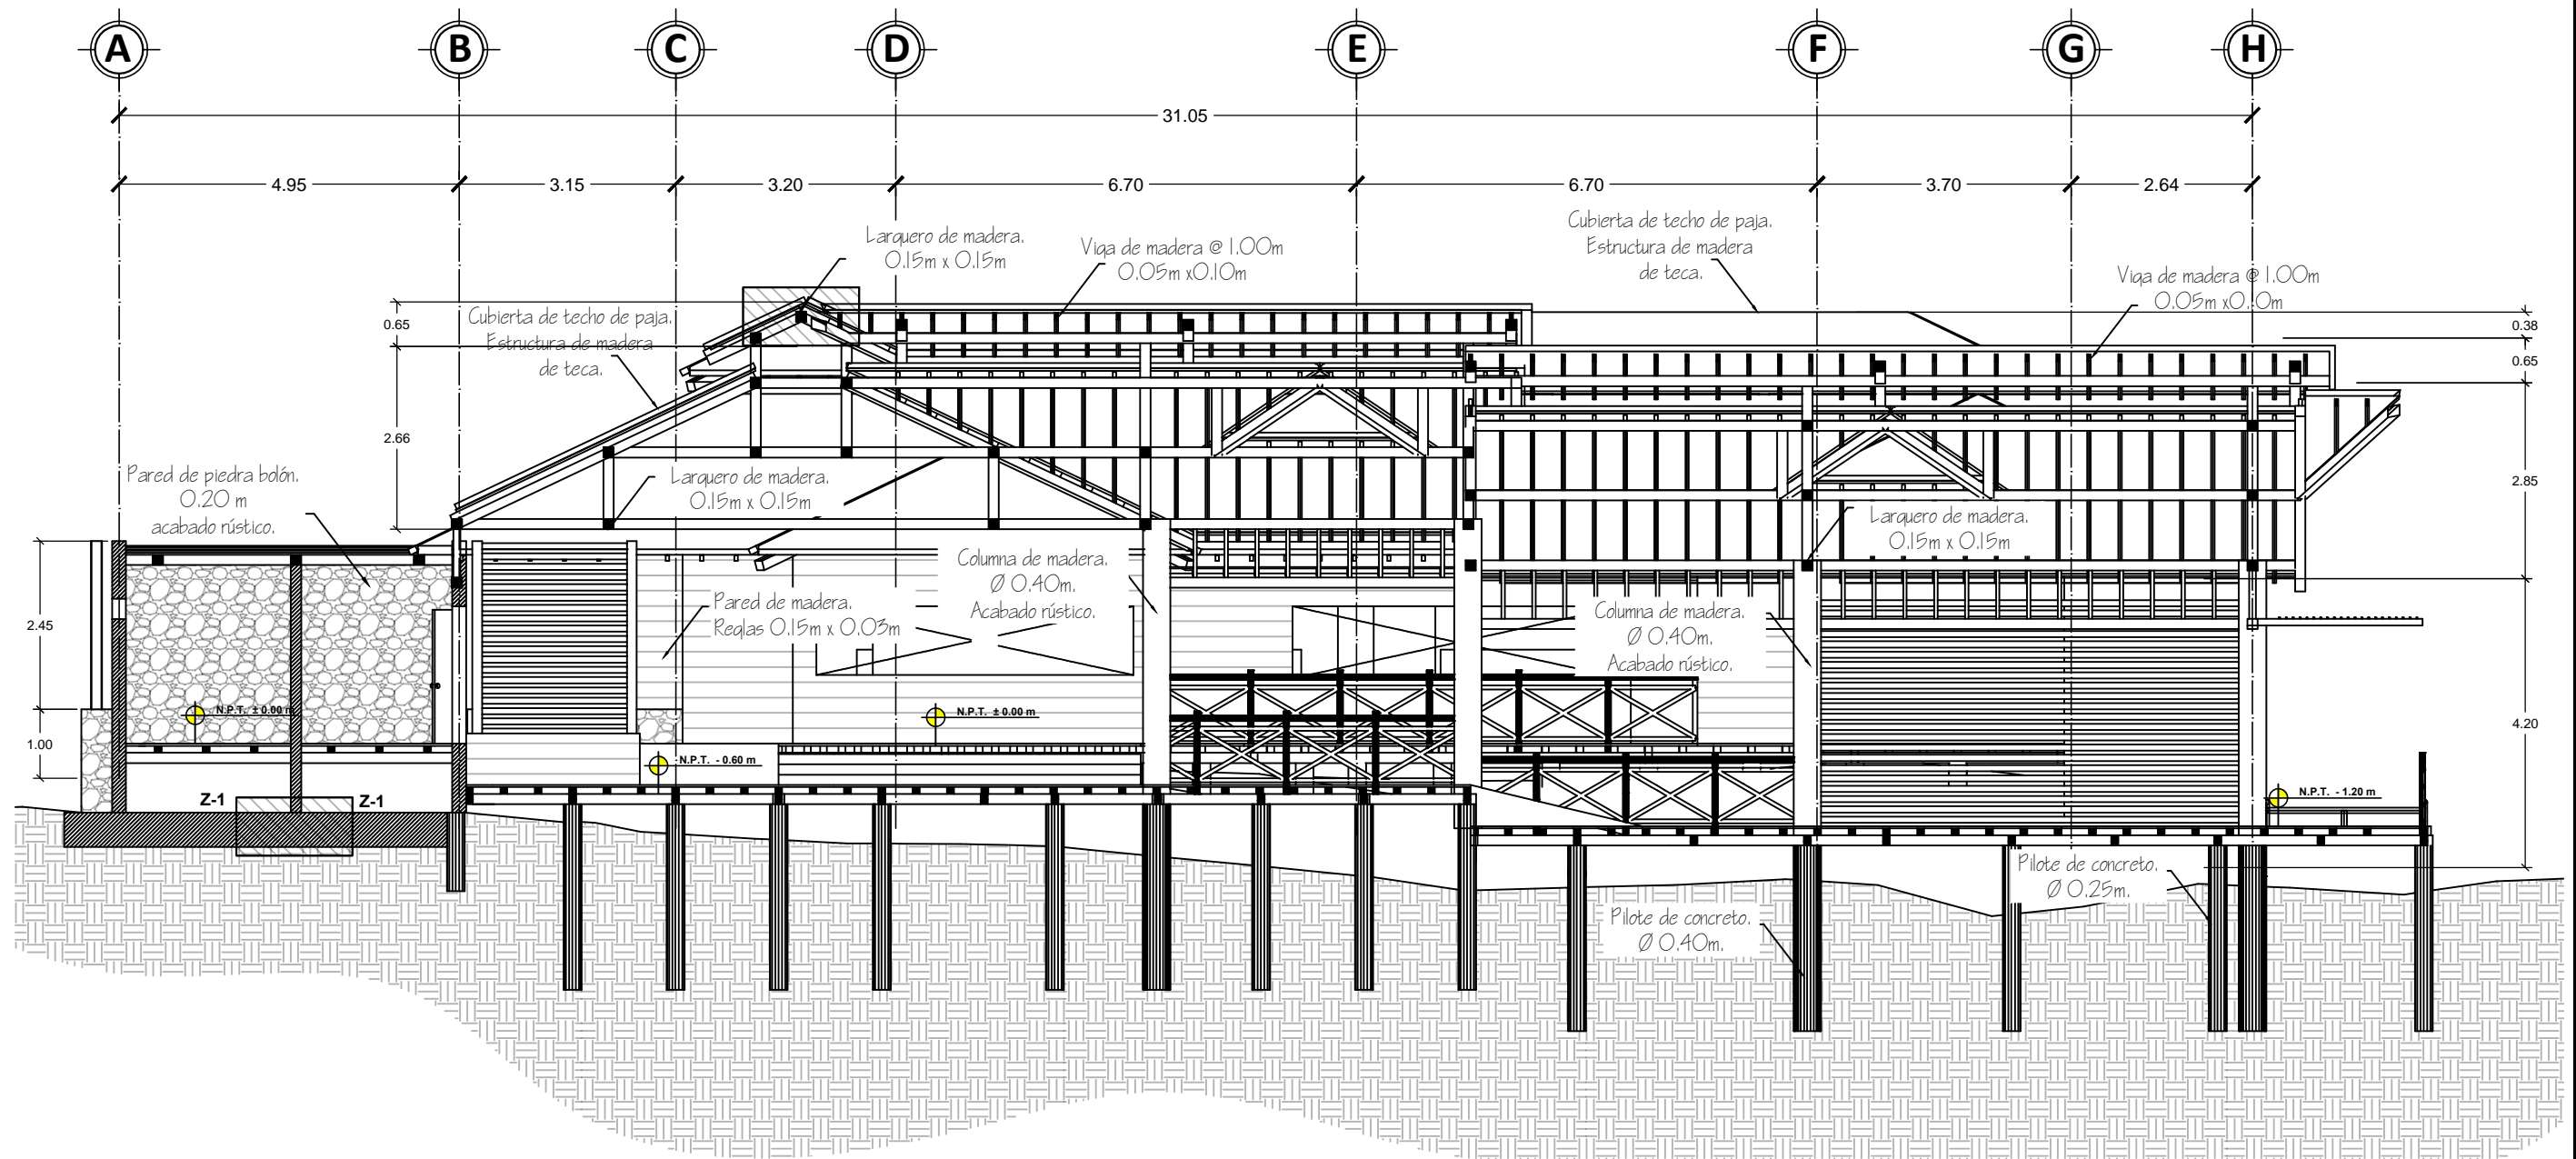 A B C D E F G H
31.05
4.95 3.15 3.20 6.70 6.70 3.70 2.64
Larquero de madera.
0.15m x 0.15m
Viga de madera @ 1.00m
0.05m x0.10m
Cubierta de techo de paja.
Estructura de madera
de teca.
Viga de madera @ 1.00m
0.05m x0.10m
Cubierta de techo de paja.
Estructura de madera
de teca.
0.65
2.66
0.38
0.65
2.85
4.20
Pared de piedra bolón.
0.20 m
acabado rústico.
Larquero de madera.
0.15m x 0.15m
Larquero de madera.
0.15m x 0.15m
Columna de madera.
Ø 0.40m.
Acabado rústico.
Pared de madera.
Reglas 0.15m x 0.03m
Columna de madera.
Ø 0.40m.
Acabado rústico.
2.45
1.00
N.P.T. ± 0.00 m
N.P.T. ± 0.00 m
N.P.T. - 0.60 m
N.P.T. - 1.20 m
Z-1 Z-1
Pilote de concreto.
Ø 0.25m.
Pilote de concreto.
Ø 0.40m.